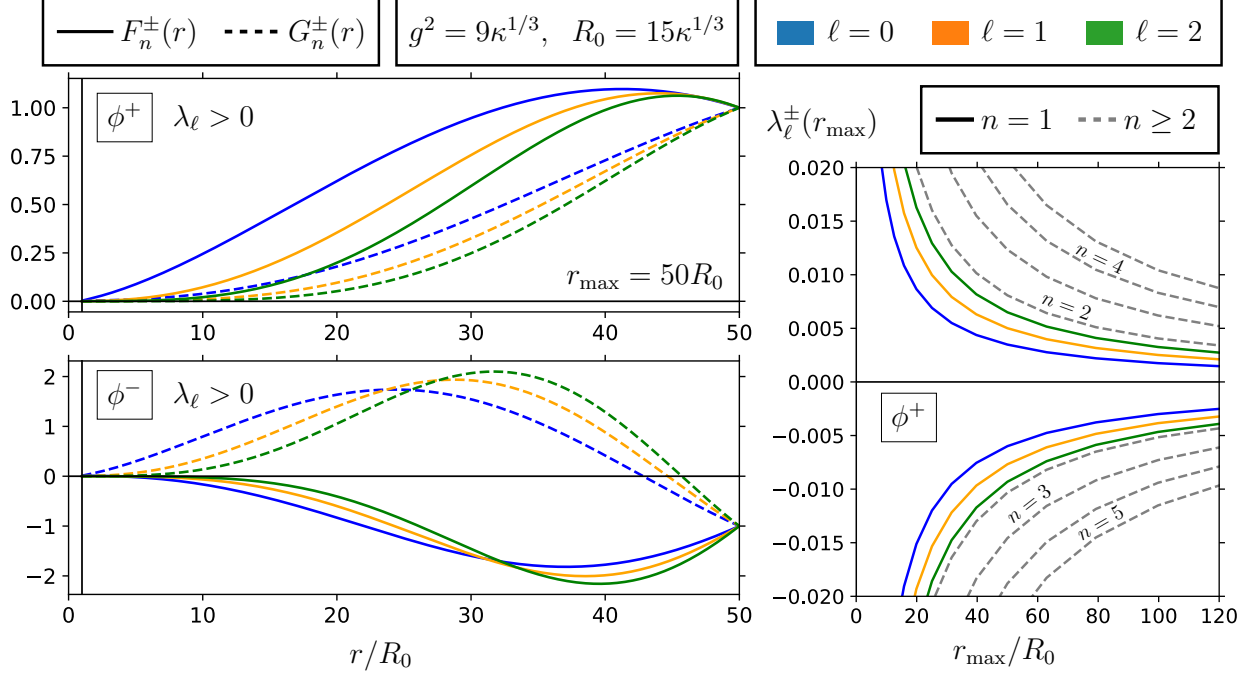 F_n^±(r) G_n^±(r)
g² = 9κ^{1/3}, R_0 = 15κ^{1/3}
ℓ = 0 ℓ = 1 ℓ = 2
ϕ^+ λ_ℓ > 0
r_max = 50R_0
1.00
0.75
0.50
0.25
0.00
0 10 20 30 40 50
ϕ^- λ_ℓ > 0
2
1
0
−1
−2
0 10 20 30 40 50
r/R_0
λ_ℓ^±(r_max)
n = 1 n ≥ 2
0.020
0.015
0.010
0.005
0.000
−0.005
−0.010
−0.015
−0.020
n = 4
n = 2
ϕ^+
n = 3
n = 5
0 20 40 60 80 100 120
r_max/R_0